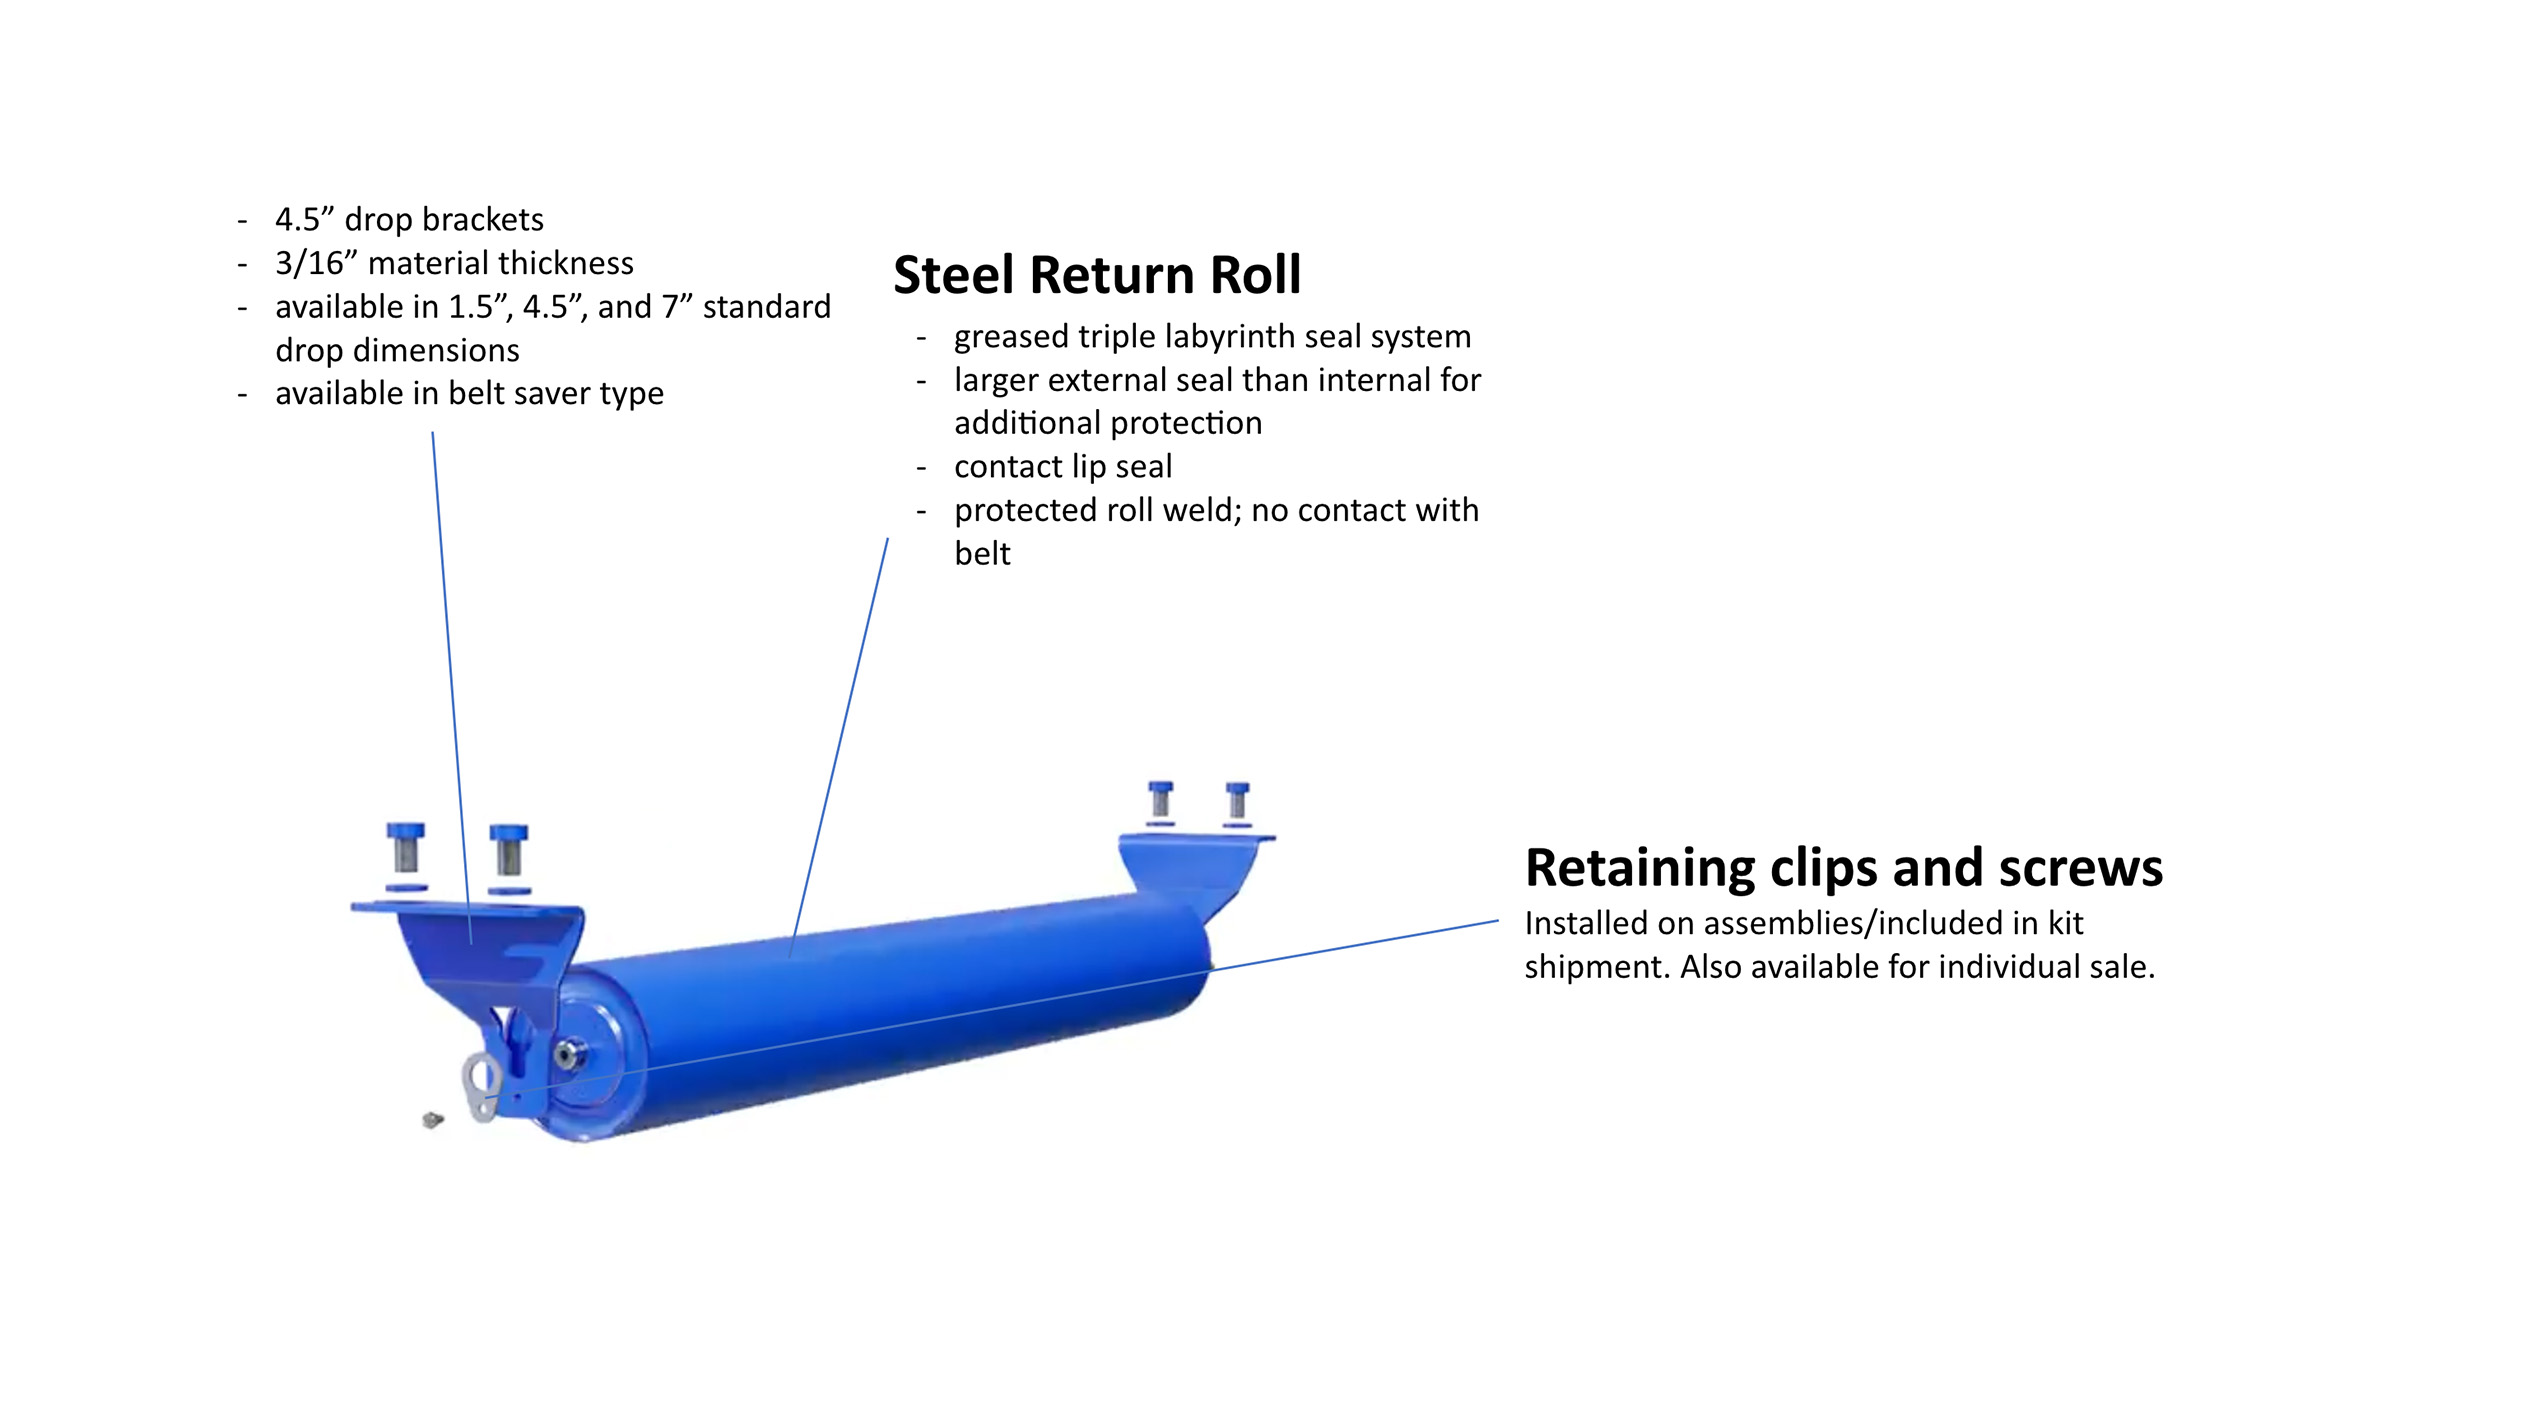 - 4.5” drop brackets
- 3/16” material thickness
- available in 1.5”, 4.5”, and 7” standard
drop dimensions
- available in belt saver type
Steel Return Roll
- greased triple labyrinth seal system
- larger external seal than internal for
additional protection
- contact lip seal
- protected roll weld; no contact with
belt
Retaining clips and screws
Installed on assemblies/included in kit
shipment. Also available for individual sale.